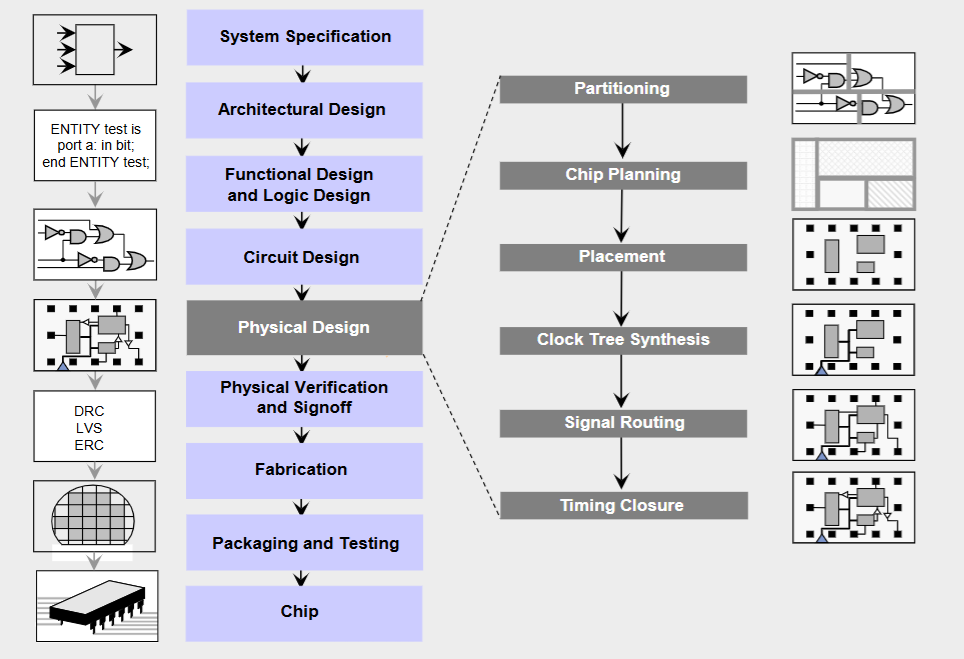 ENTITY test is
port a: in bit;
end ENTITY test;
DRC
LVS
ERC
System Specification
Architectural Design
Functional Design
and Logic Design
Circuit Design
Physical Design
Physical Verification
and Signoff
Fabrication
Packaging and Testing
Chip
Partitioning
Chip Planning
Placement
Clock Tree Synthesis
Signal Routing
Timing Closure